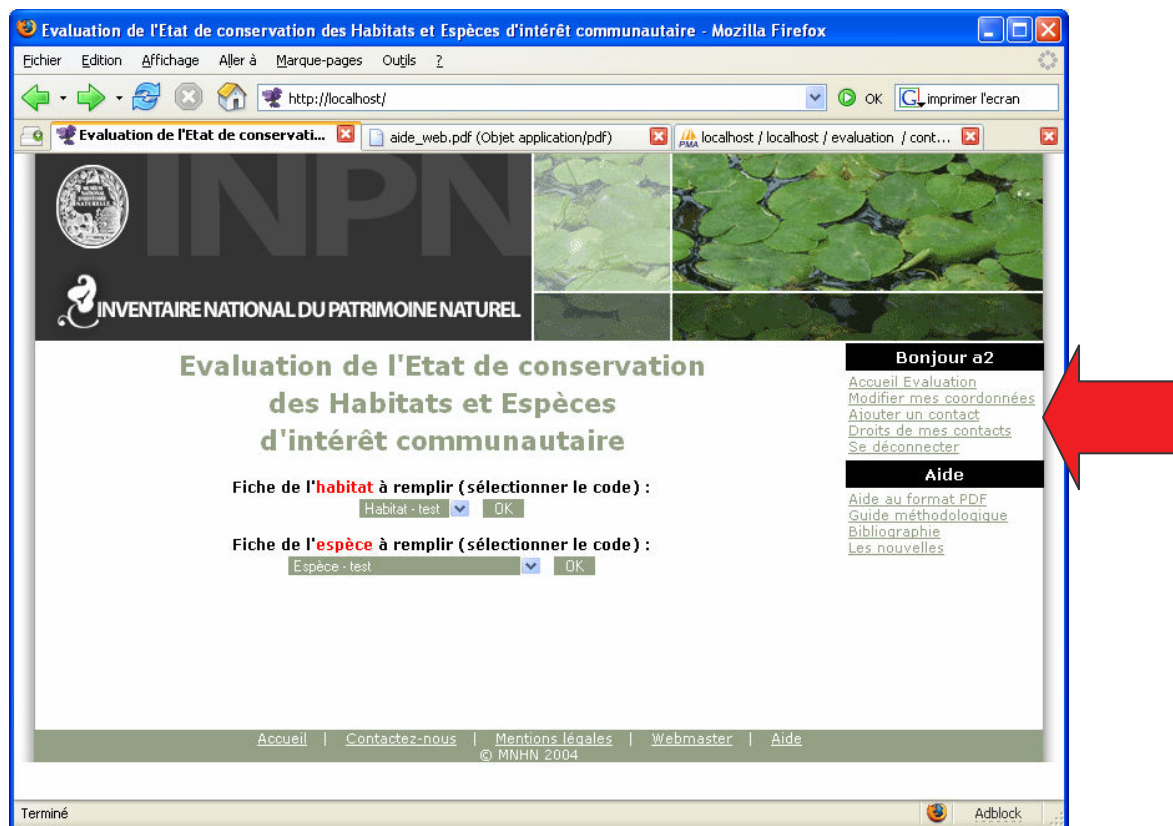 Evaluation de l'Etat de conservation des Habitats et Espèces d'intérêt communautaire - Mozilla Firefox
Fichier Edition Affichage Aller à Marque-pages Outils ?
http://localhost/ OK G imprimer l'ecran
Evaluation de l'Etat de conservati... aide_web.pdf (Objet application/pdf) PMA localhost / localhost / evaluation / cont...
INPN
INVENTAIRE NATIONAL DU PATRIMOINE NATUREL
Evaluation de l'Etat de conservation
des Habitats et Espèces
d'intérêt communautaire
Fiche de l'habitat à remplir (sélectionner le code) :
Habitat - test OK
Fiche de l'espèce à remplir (sélectionner le code) :
Espèce - test OK
Bonjour a2
Accueil Evaluation
Modifier mes coordonnées
Ajouter un contact
Droits de mes contacts
Se déconnecter
Aide
Aide au format PDF
Guide méthodologique
Bibliographie
Les nouvelles
Accueil | Contactez-nous | Mentions légales | Webmaster | Aide
© MNHN 2004
Terminé Adblock